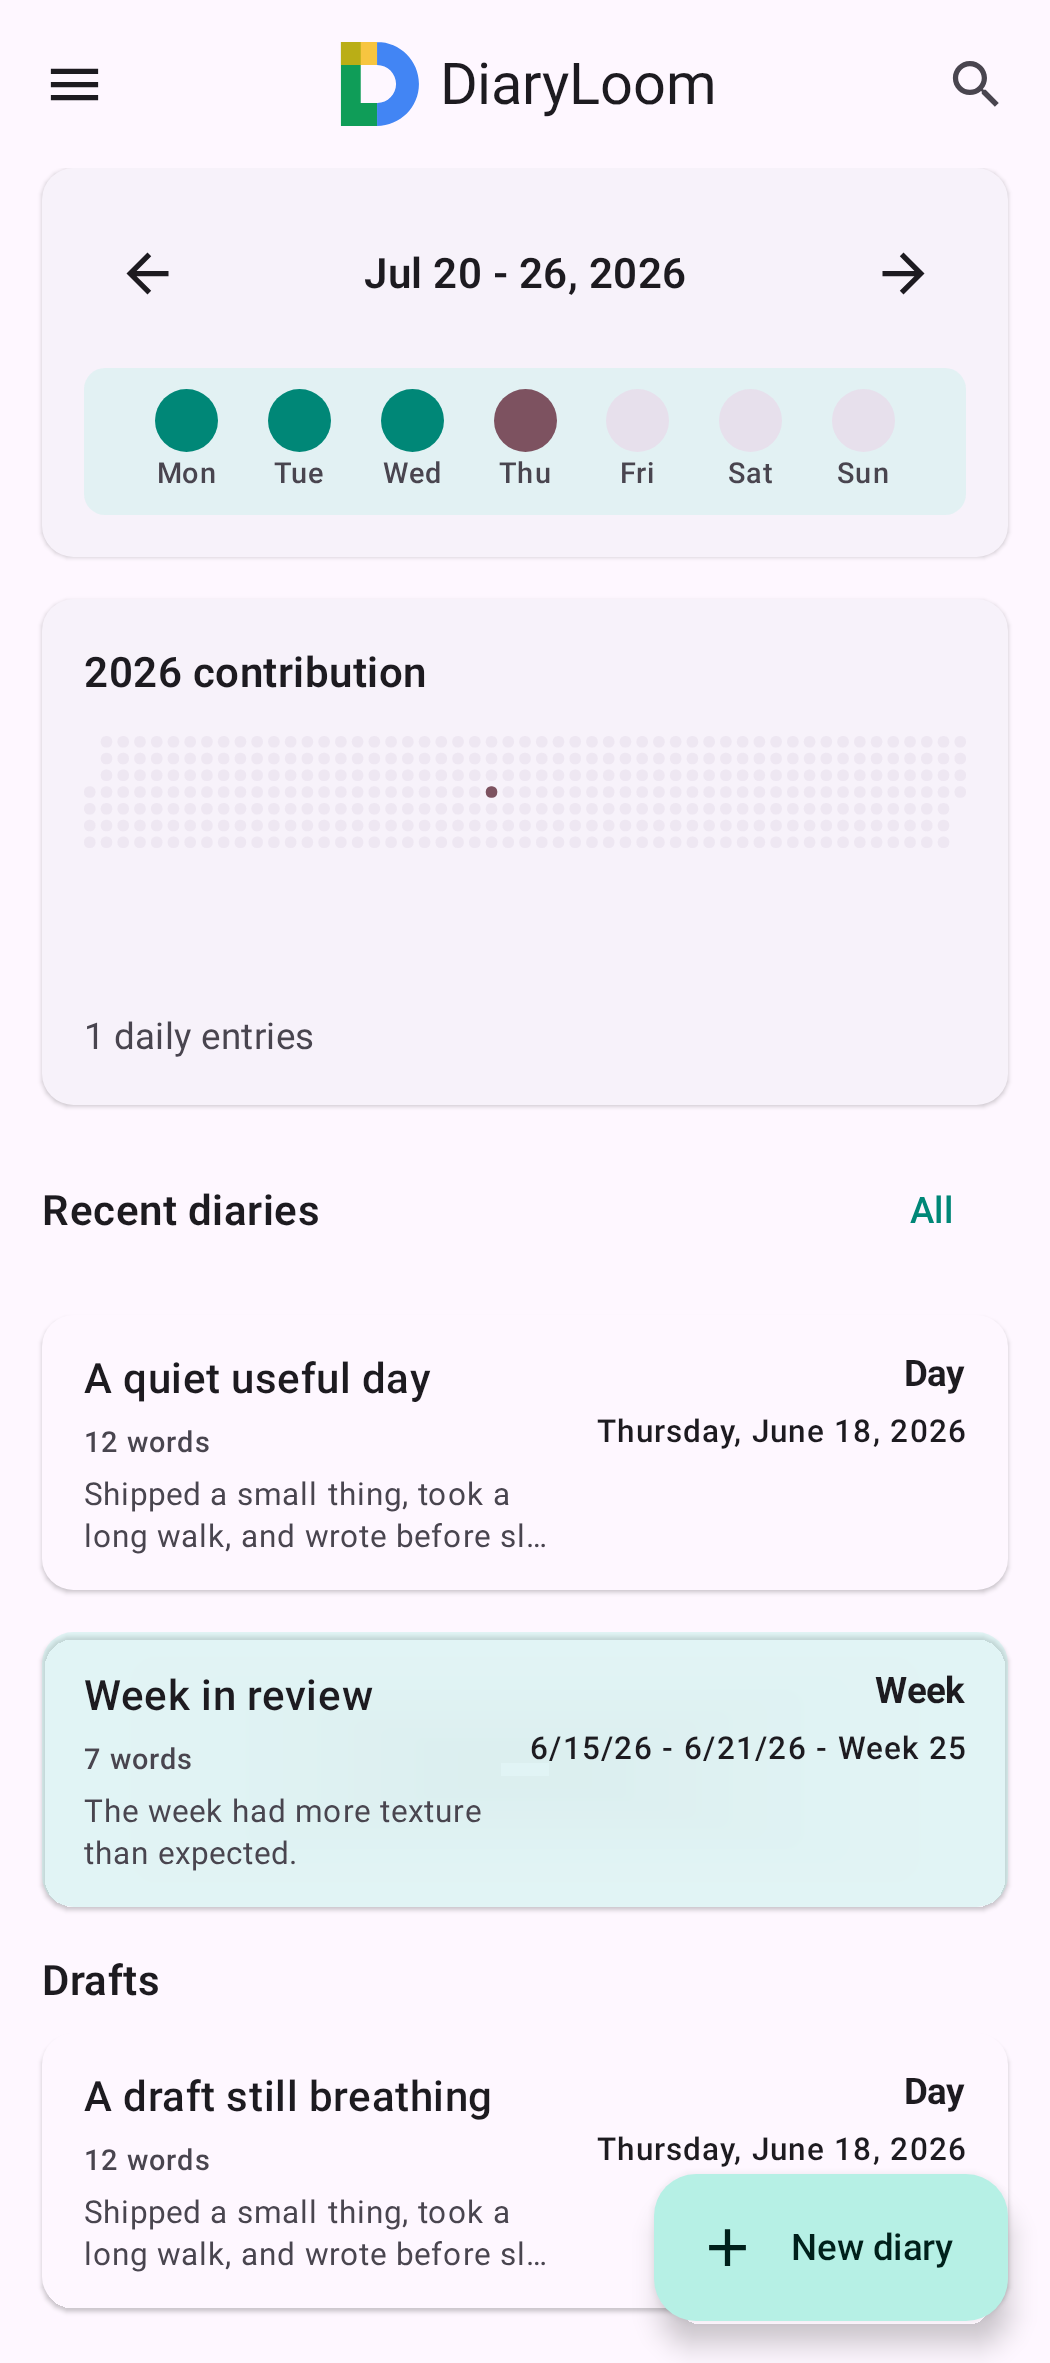 DiaryLoom
Jul 20 - 26, 2026
Mon Tue Wed Thu Fri Sat Sun
2026 contribution
1 daily entries
Recent diaries
All
A quiet useful day
Day
12 words
Thursday, June 18, 2026
Shipped a small thing, took a
long walk, and wrote before sl…
Week in review
Week
7 words
6/15/26 - 6/21/26 - Week 25
The week had more texture
than expected.
Drafts
A draft still breathing
Day
12 words
Thursday, June 18, 2026
Shipped a small thing, took a
long walk, and wrote before sl…
New diary